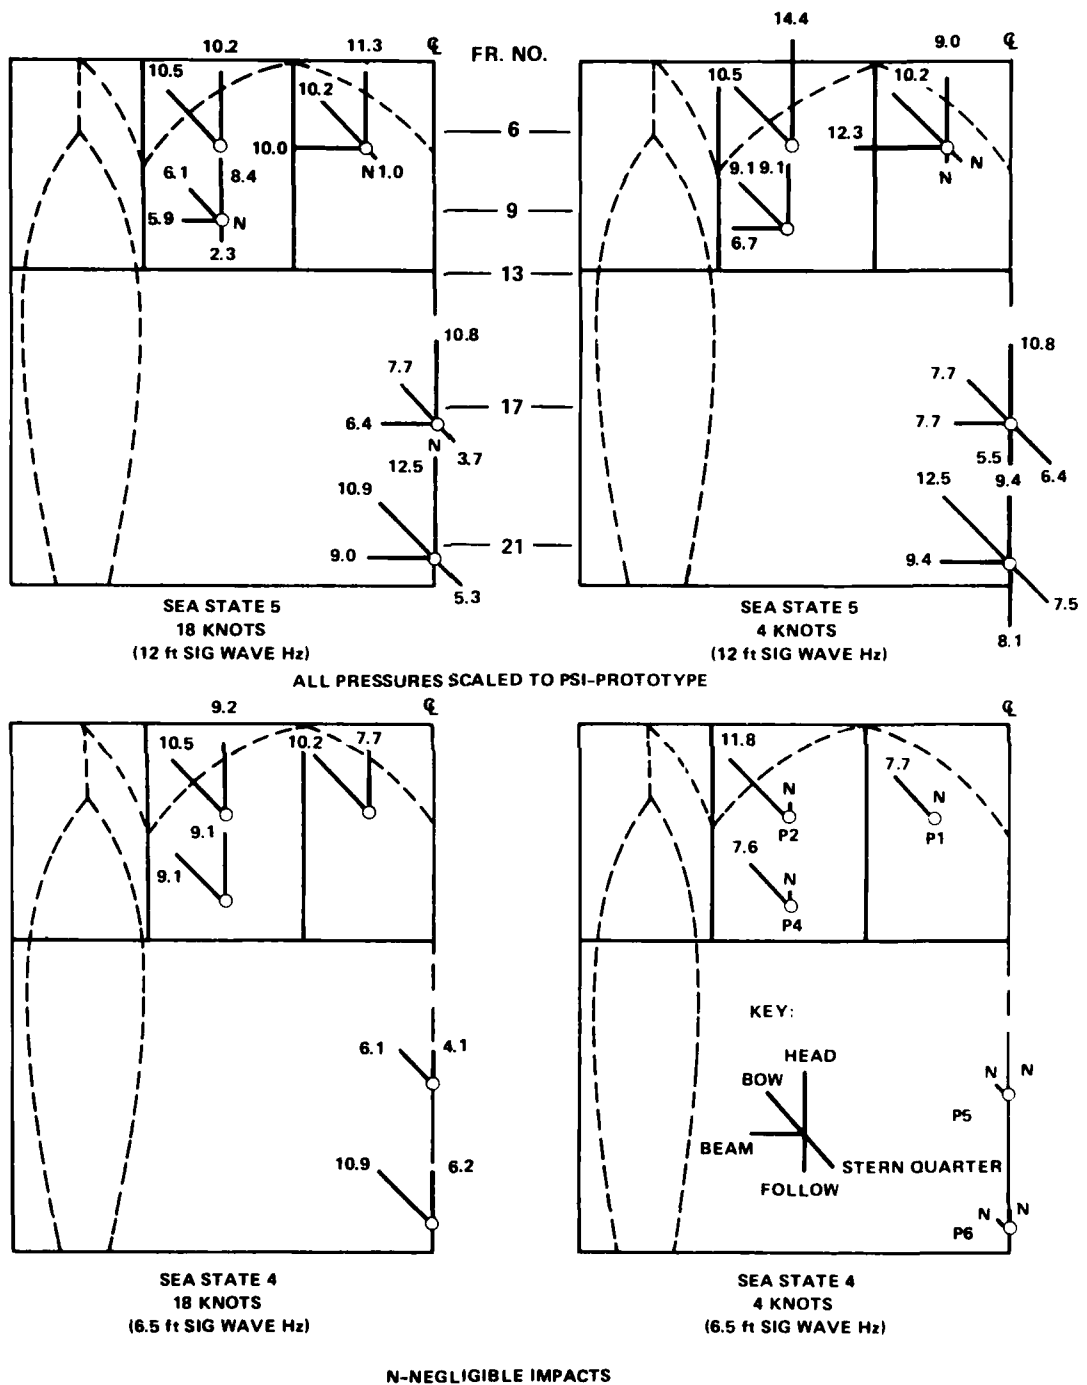 10.2
11.3
℄
FR. NO.
14.4
9.0
℄
10.5
10.2
10.5
10.2
6
10.0
N 1.0
12.3
N
N
6.1
8.4
9.1 9.1
5.9
N
9
2.3
6.7
13
10.8
10.8
7.7
7.7
17
6.4
7.7
N
3.7
5.5
6.4
12.5
9.4
12.5
10.9
21
9.0
9.4
5.3
7.5
8.1
SEA STATE 5
18 KNOTS
(12 ft SIG WAVE Hz)
SEA STATE 5
4 KNOTS
(12 ft SIG WAVE Hz)
ALL PRESSURES SCALED TO PSI-PROTOTYPE
9.2
℄
℄
10.5
10.2
7.7
11.8
7.7
N
N
9.1
P2
P1
9.1
7.6
N
P4
KEY:
6.1
4.1
HEAD
BOW
BEAM
STERN QUARTER
FOLLOW
N
N
P5
10.9
6.2
N
N
P6
SEA STATE 4
18 KNOTS
(6.5 ft SIG WAVE Hz)
SEA STATE 4
4 KNOTS
(6.5 ft SIG WAVE Hz)
N-NEGLIGIBLE IMPACTS